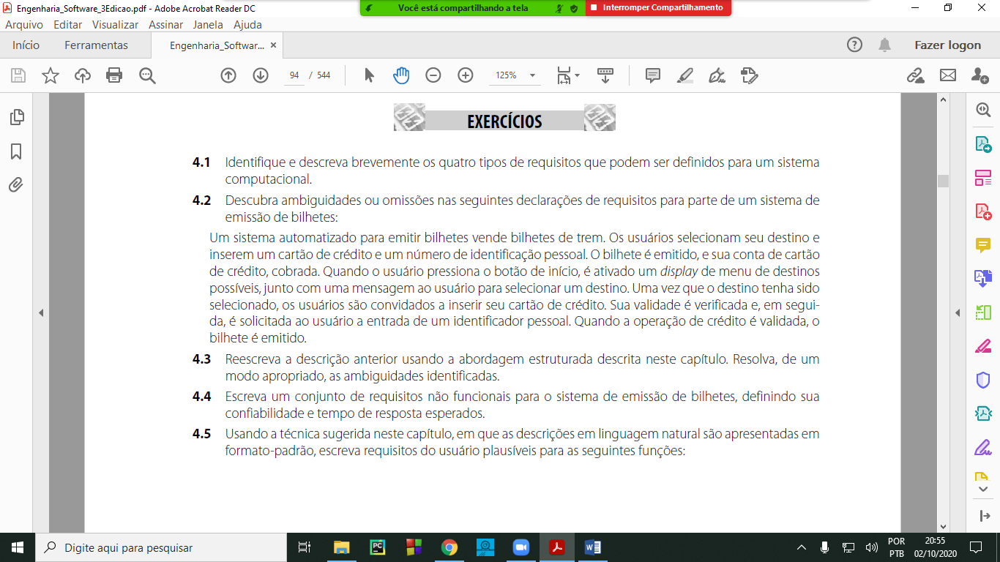 Engenharia_Software_3Edicao.pdf - Adobe Acrobat Reader DC
Você está compartilhando a tela
Interromper Compartilhamento
Arquivo Editar Visualizar Assinar Janela Ajuda
Início Ferramentas Engenharia_Softwar... × Fazer logon
94 / 544 125%
EXERCÍCIOS
4.1 Identifique e descreva brevemente os quatro tipos de requisitos que podem ser definidos para um sistema
computacional.
4.2 Descubra ambiguidades ou omissões nas seguintes declarações de requisitos para parte de um sistema de
emissão de bilhetes:
Um sistema automatizado para emitir bilhetes vende bilhetes de trem. Os usuários selecionam seu destino e
inserem um cartão de crédito e um número de identificação pessoal. O bilhete é emitido, e sua conta de cartão
de crédito, cobrada. Quando o usuário pressiona o botão de início, é ativado um display de menu de destinos
possíveis, junto com uma mensagem ao usuário para selecionar um destino. Uma vez que o destino tenha sido
selecionado, os usuários são convidados a inserir seu cartão de crédito. Sua validade é verificada e, em segui-
da, é solicitada ao usuário a entrada de um identificador pessoal. Quando a operação de crédito é validada, o
bilhete é emitido.
4.3 Reescreva a descrição anterior usando a abordagem estruturada descrita neste capítulo. Resolva, de um
modo apropriado, as ambiguidades identificadas.
4.4 Escreva um conjunto de requisitos não funcionais para o sistema de emissão de bilhetes, definindo sua
confiabilidade e tempo de resposta esperados.
4.5 Usando a técnica sugerida neste capítulo, em que as descrições em linguagem natural são apresentadas em
formato-padrão, escreva requisitos do usuário plausíveis para as seguintes funções:
Digite aqui para pesquisar
POR
PTB
20:55
02/10/2020